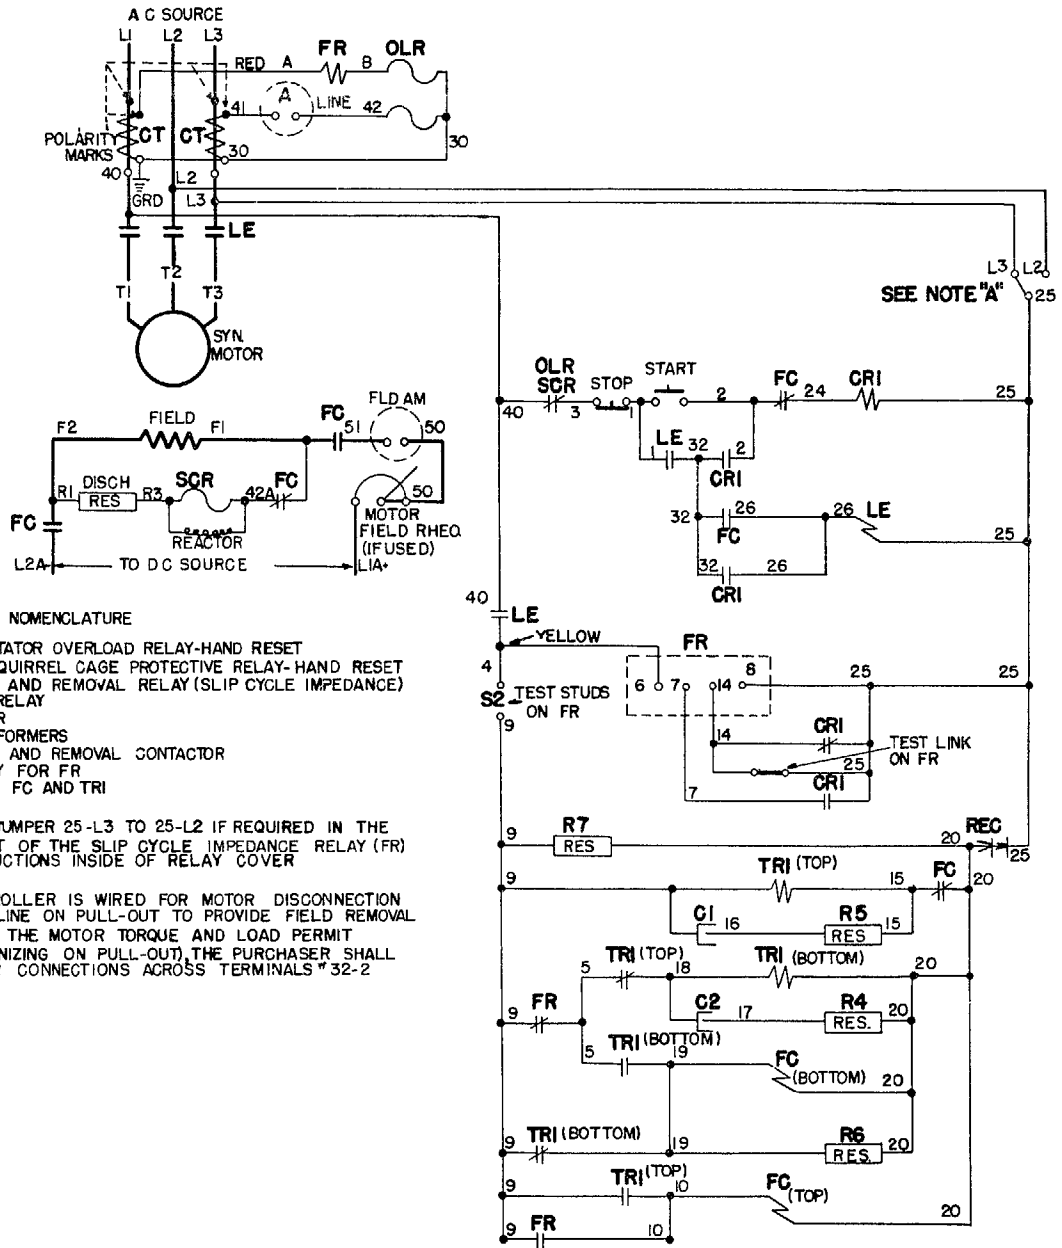 A C SOURCE
L1 L2 L3
RED A FR B OLR
41 A LINE 42
POLARITY MARKS CT CT
30 30
40 L2
GRD L3
LE
T1 T2 T3
SYN. MOTOR
L3 L2
SEE NOTE "A" 25
OLR SCR STOP START FC CR1
40 3 1 2 24 25
LE 32 2
1 CR1
32 26 26 LE
FC 25
32 26
CR1
FLD AM
F2 FIELD F1 FC 51 50
R1 DISCH RES R3 SCR 42A FC 50
FC REACTOR
MOTOR FIELD RHEO (IF USED)
L2A- TO DC SOURCE L1A+
NOMENCLATURE
TATOR OVERLOAD RELAY-HAND RESET
QUIRREL CAGE PROTECTIVE RELAY-HAND RESET
AND REMOVAL RELAY (SLIP CYCLE IMPEDANCE)
RELAY
R
FORMERS
AND REMOVAL CONTACTOR
Y FOR FR
FC AND TR1
UMPER 25-L3 TO 25-L2 IF REQUIRED IN THE
T OF THE SLIP CYCLE IMPEDANCE RELAY (FR)
UCTIONS INSIDE OF RELAY COVER
OLLER IS WIRED FOR MOTOR DISCONNECTION
LINE ON PULL-OUT TO PROVIDE FIELD REMOVAL
THE MOTOR TORQUE AND LOAD PERMIT
NIZING ON PULL-OUT), THE PURCHASER SHALL
CONNECTIONS ACROSS TERMINALS "32-2
40 LE
YELLOW FR
4 6 7 14 8 25 25
S2 TEST STUDS ON FR
9
14 CR1
25 TEST LINK ON FR
7 CR1
9 R7 RES 20 REC 25
9 TR1 (TOP) 15 FC 20
C1 16 R5 RES 15
5 TR1 (TOP) 18 TR1 (BOTTOM) 20
9 FR C2 17 R4 RES. 20
5 TR1 (BOTTOM) 19 FC (BOTTOM) 20
9 TR1 (BOTTOM) 19 R6 RES. 20
9 TR1 (TOP) 10 FC (TOP) 20
9 FR 10